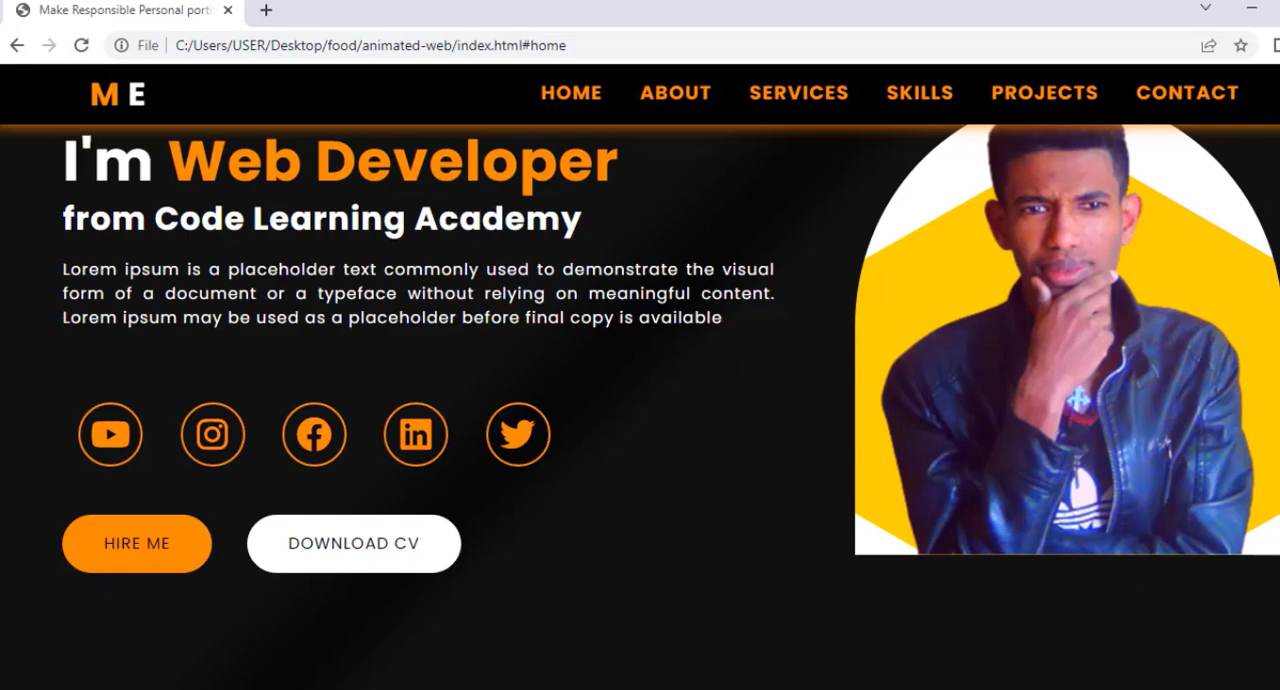 Make Responsible Personal port
File
C:/Users/USER/Desktop/food/animated-web/index.html#home
M E
HOME ABOUT SERVICES SKILLS PROJECTS CONTACT
I'm Web Developer
from Code Learning Academy
Lorem ipsum is a placeholder text commonly used to demonstrate the visual
form of a document or a typeface without relying on meaningful content.
Lorem ipsum may be used as a placeholder before final copy is available
HIRE ME DOWNLOAD CV